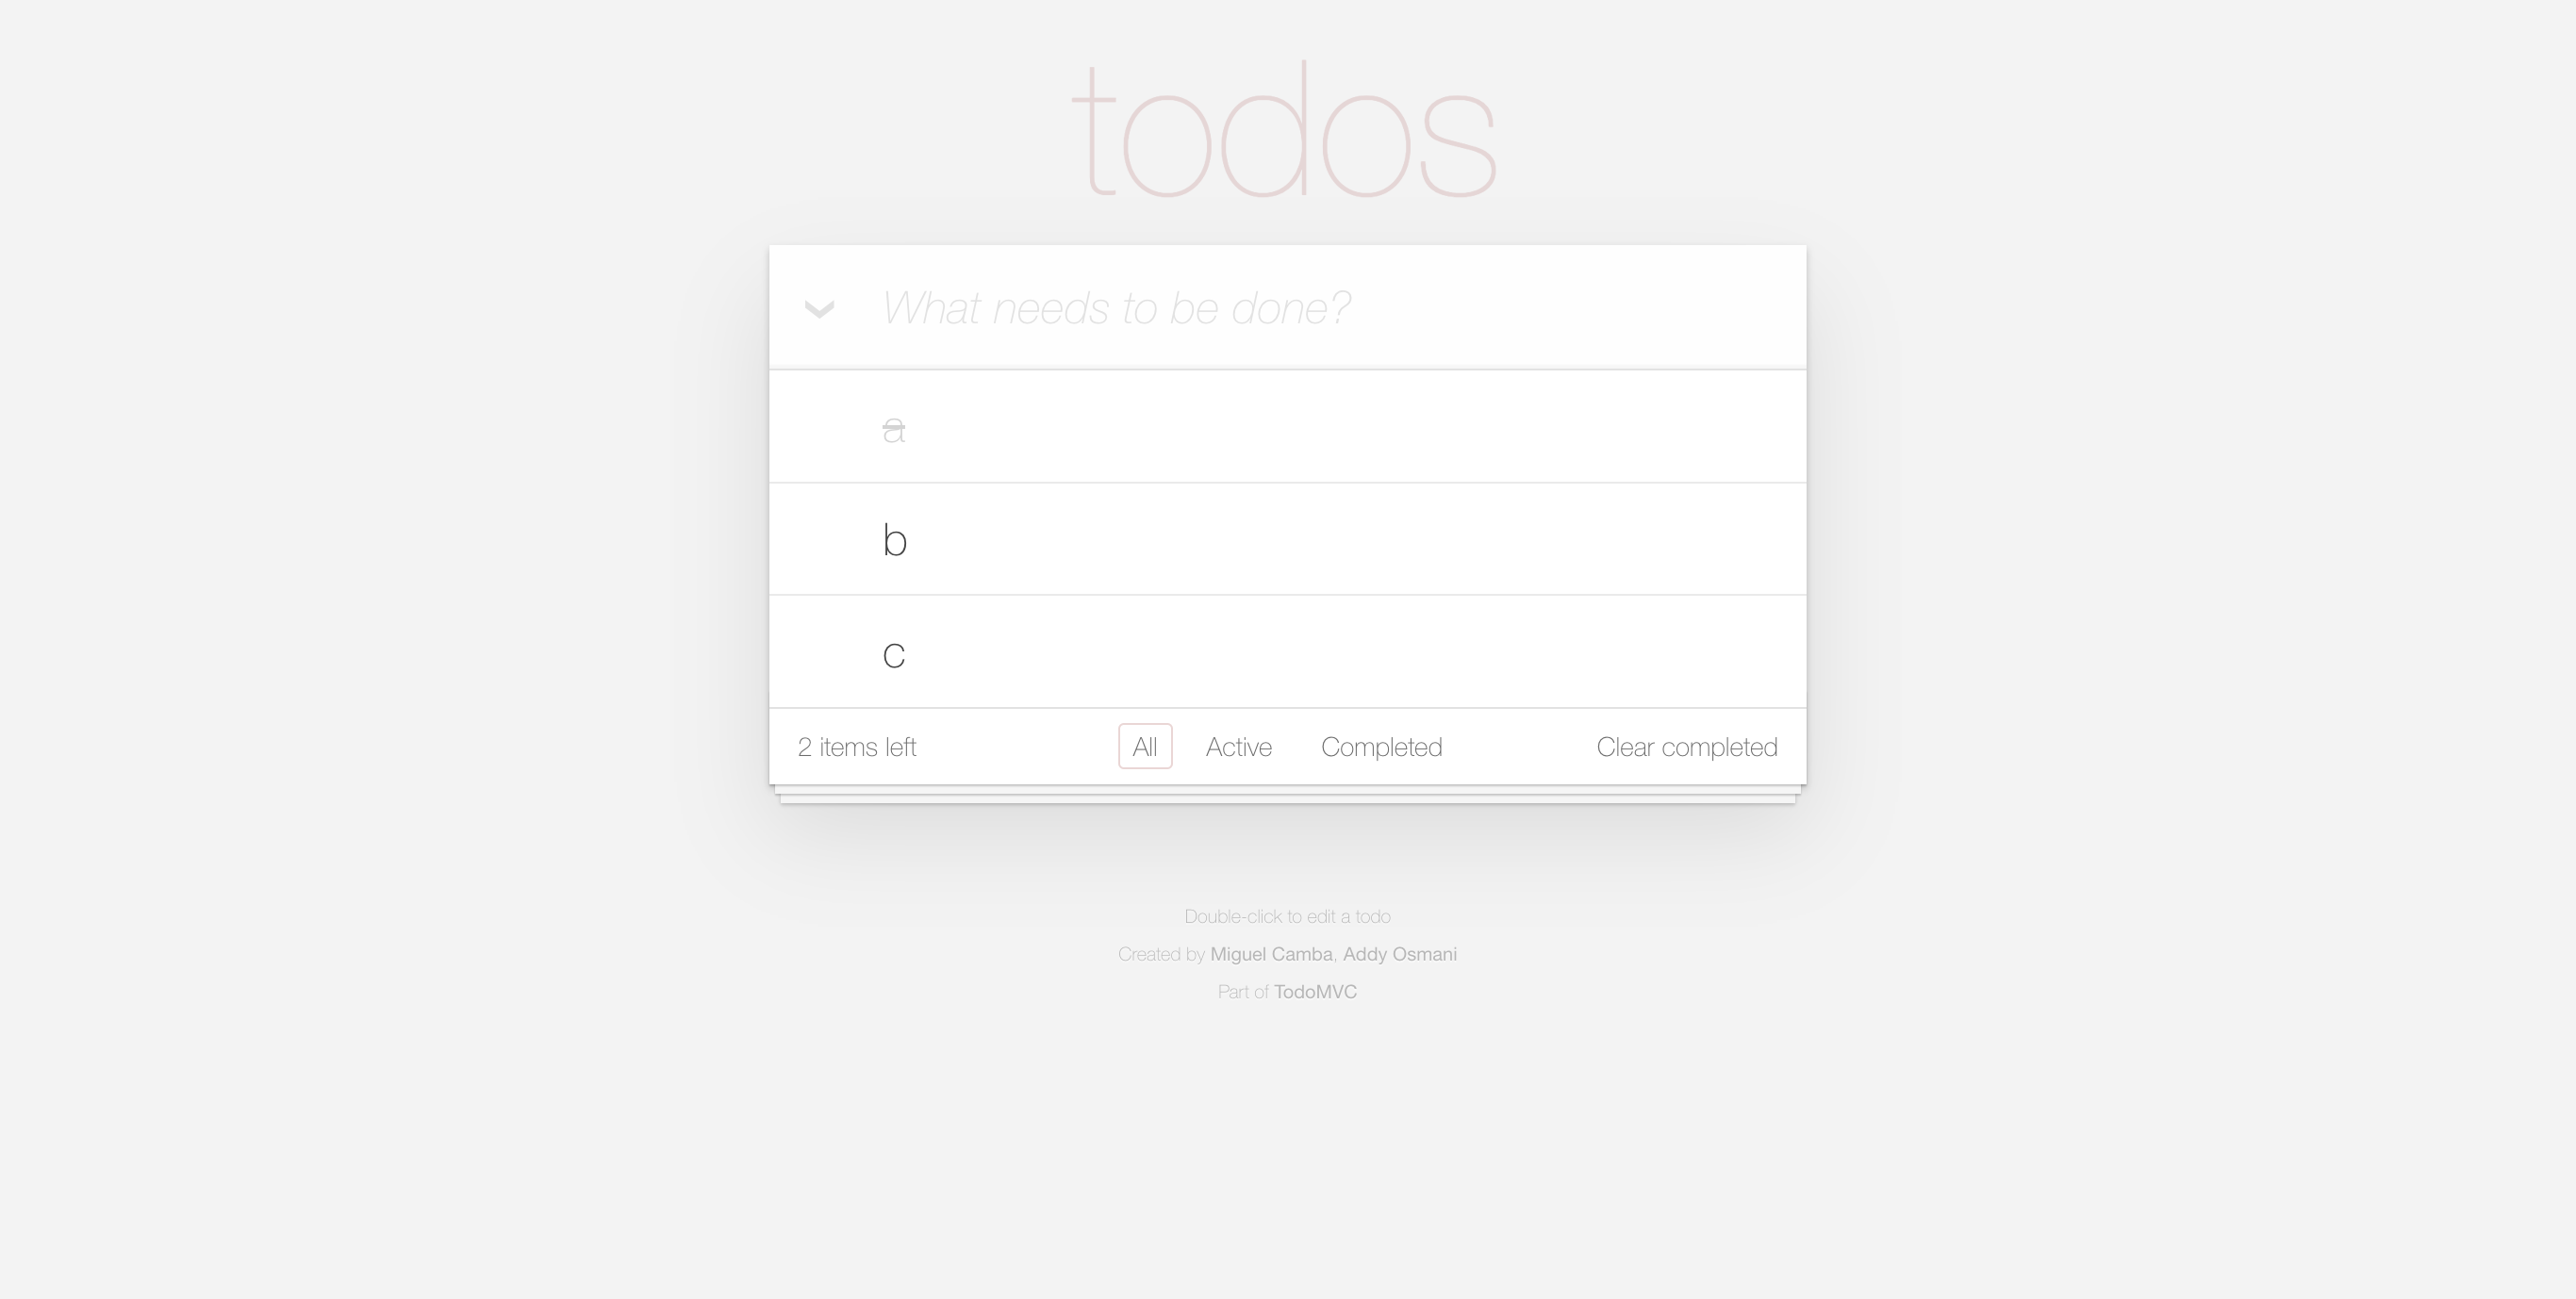 todos
What needs to be done?
a
b
c
2 items left All Active Completed Clear completed
Double-click to edit a todo
Created by Miguel Camba, Addy Osmani
Part of TodoMVC